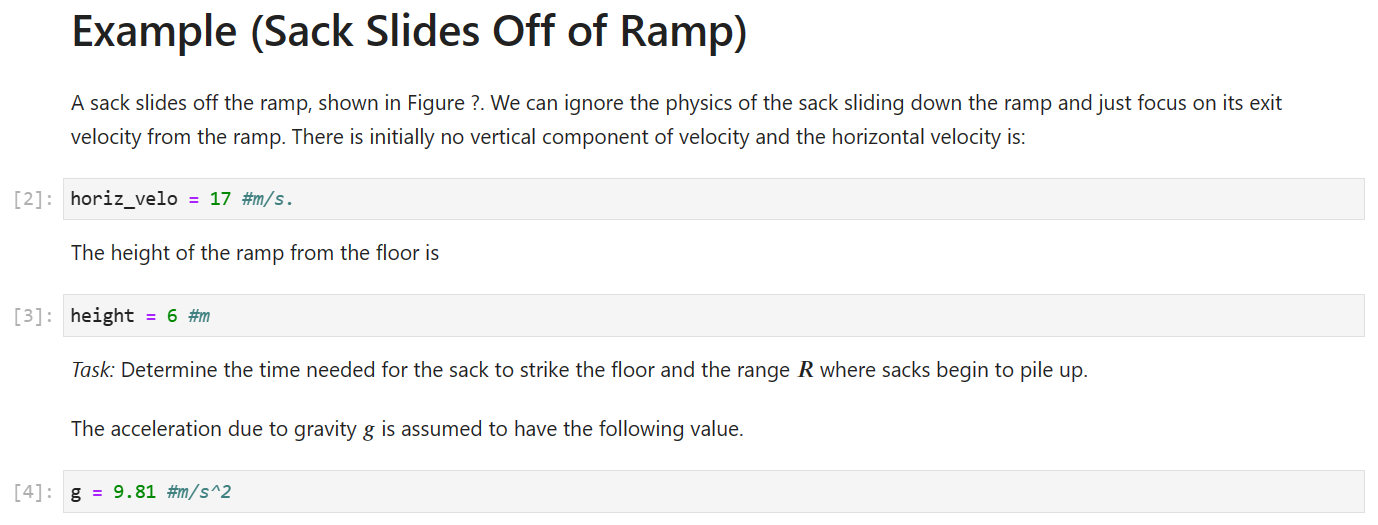 Example (Sack Slides Off of Ramp)
A sack slides off the ramp, shown in Figure ?. We can ignore the physics of the sack sliding down the ramp and just focus on its exit
velocity from the ramp. There is initially no vertical component of velocity and the horizontal velocity is:
[2]: horiz_velo = 17 #m/s.
The height of the ramp from the floor is
[3]: height = 6 #m
Task: Determine the time needed for the sack to strike the floor and the range R where sacks begin to pile up.
The acceleration due to gravity g is assumed to have the following value.
[4]: g = 9.81 #m/s^2